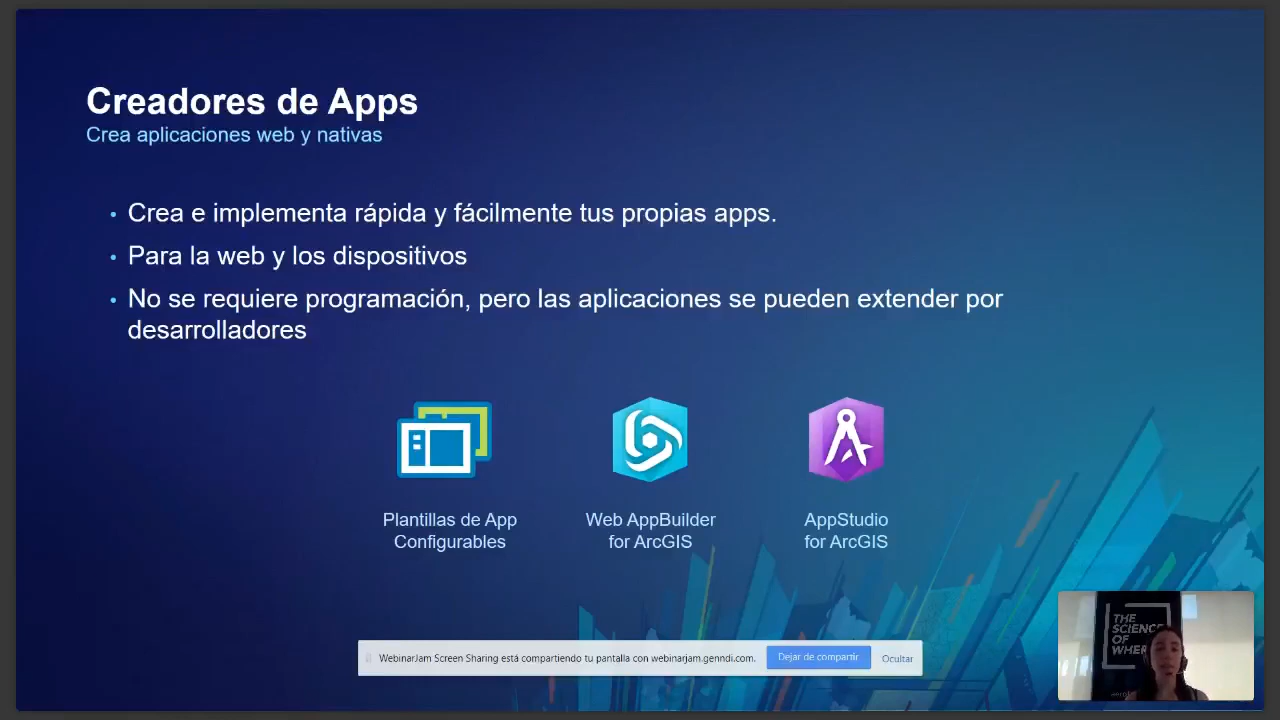 Creadores de Apps
Crea aplicaciones web y nativas
• Crea e implementa rápida y fácilmente tus propias apps.
• Para la web y los dispositivos
• No se requiere programación, pero las aplicaciones se pueden extender por
desarrolladores
Plantillas de App
Configurables
Web AppBuilder
for ArcGIS
AppStudio
for ArcGIS
WebinarJam Screen Sharing está compartiendo tu pantalla con webinarjam.genndi.com.
Dejar de compartir
Ocultar
THE
SCIENCE
OF
WHERE